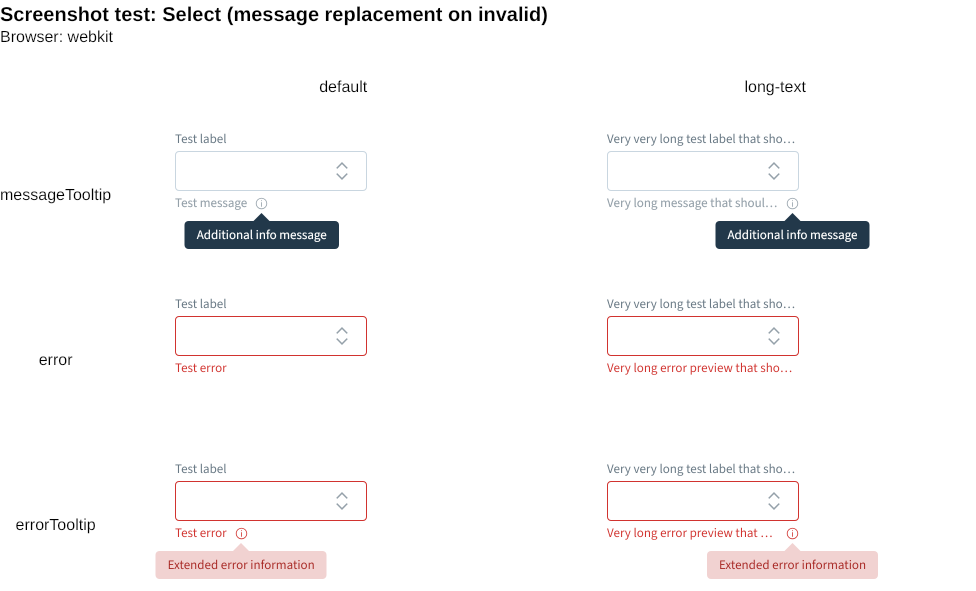 Screenshot test: Select (message replacement on invalid)
Browser: webkit
default
long-text
messageTooltip
Test label
Test message
Additional info message
Very very long test label that sho…
Very long message that shoul…
Additional info message
error
Test label
Test error
Very very long test label that sho…
Very long error preview that sho…
errorTooltip
Test label
Test error
Extended error information
Very very long test label that sho…
Very long error preview that …
Extended error information